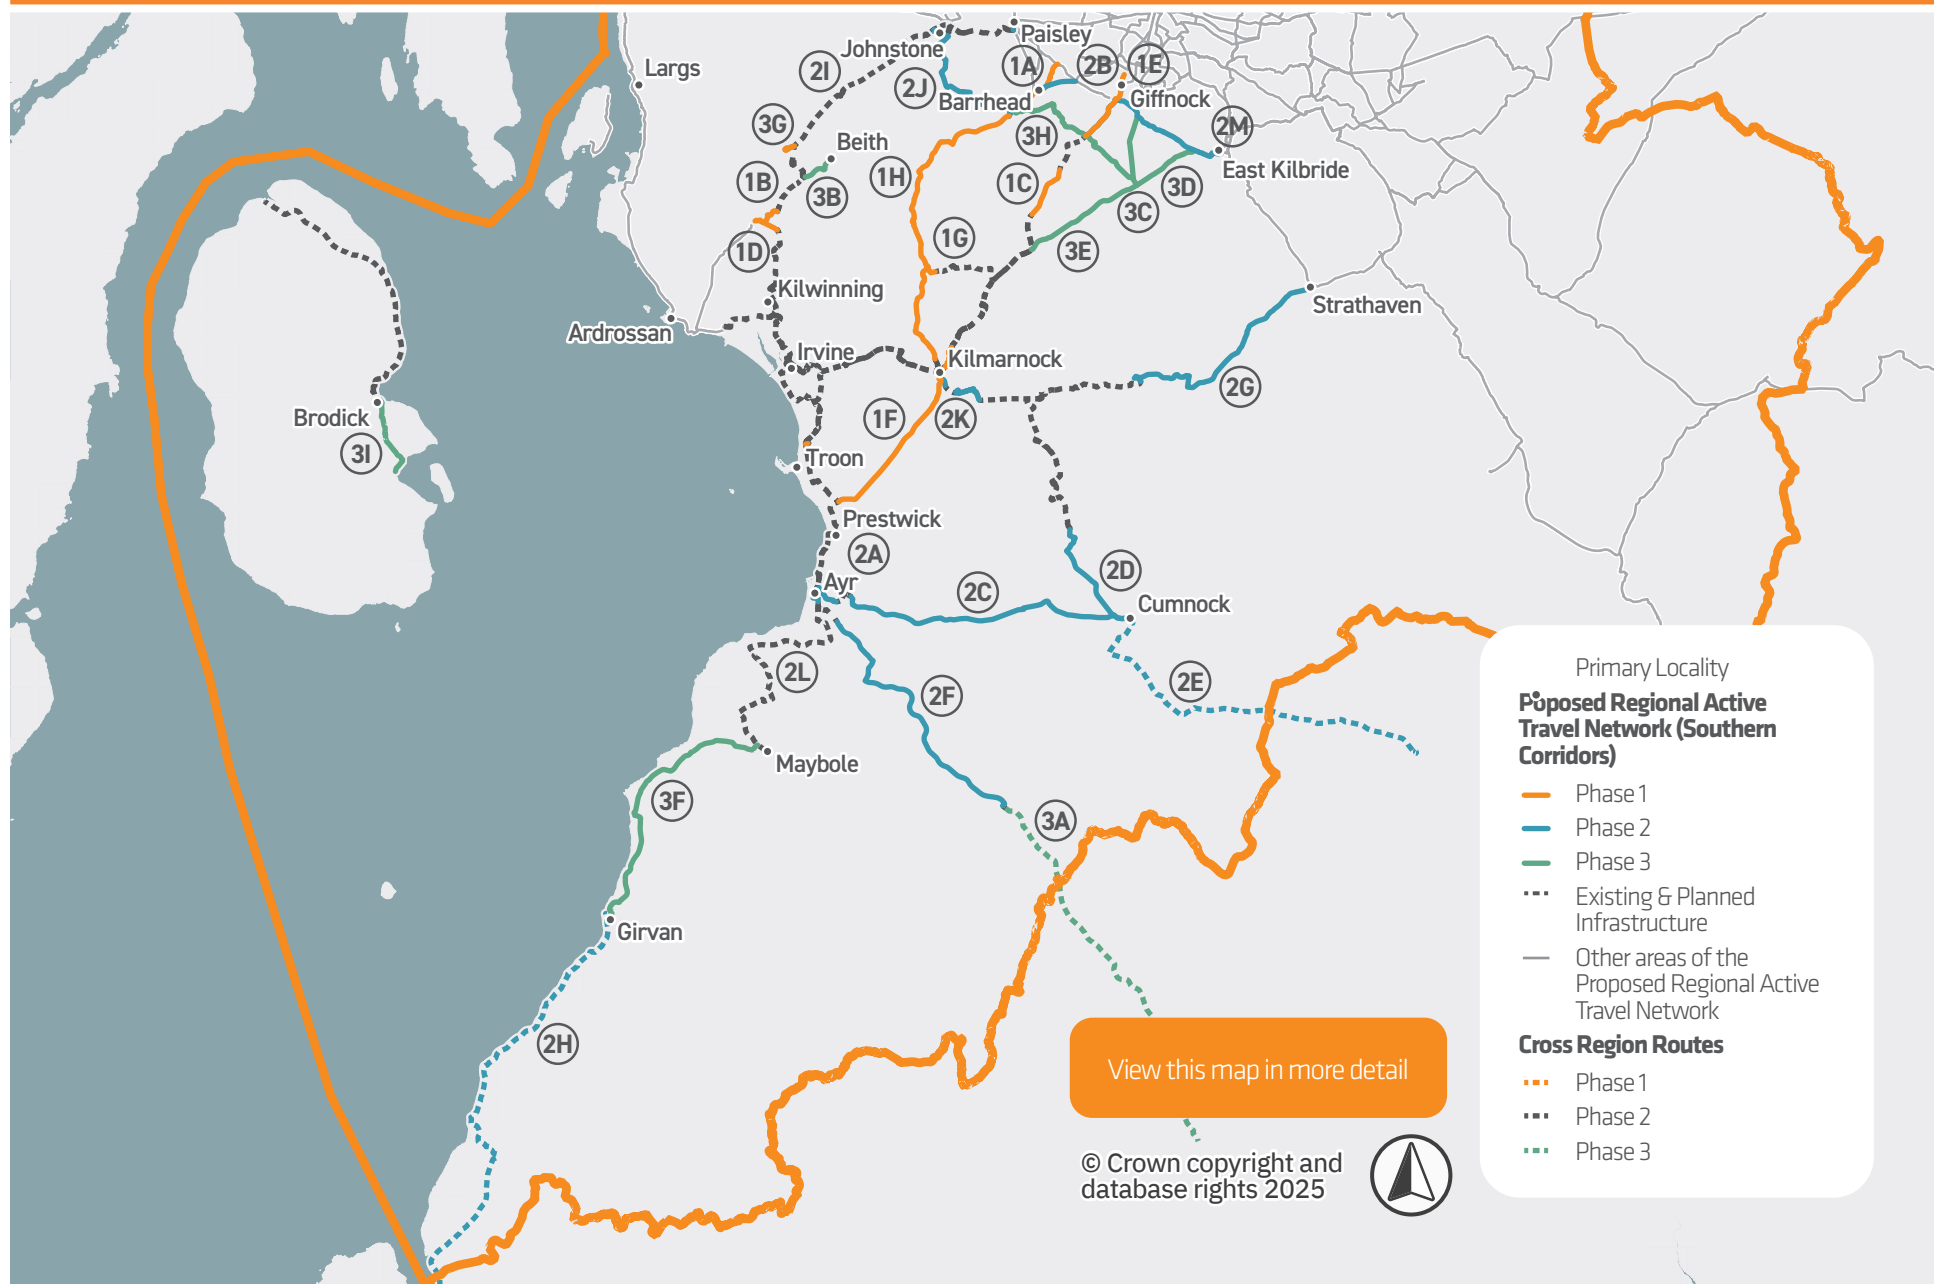 Paisley
Johnstone
2I
1A
2B
1E
Largs
2J
Barrhead
Giffnock
3G
Beith
3H
2M
East Kilbride
1B
3B
1H
1C
3D
3C
1D
1G
3E
Kilwinning
Strathaven
Ardrossan
Irvine
Kilmarnock
2G
Brodick
1F
2K
3I
Troon
Prestwick
2A
Ayr
2C
2D
Cumnock
2L
2F
2E
Maybole
3F
3A
Girvan
2H
Primary Locality
Proposed Regional Active
Travel Network (Southern
Corridors)
Phase 1
Phase 2
Phase 3
Existing & Planned
Infrastructure
Other areas of the
Proposed Regional Active
Travel Network
Cross Region Routes
Phase 1
Phase 2
Phase 3
View this map in more detail
© Crown copyright and
database rights 2025